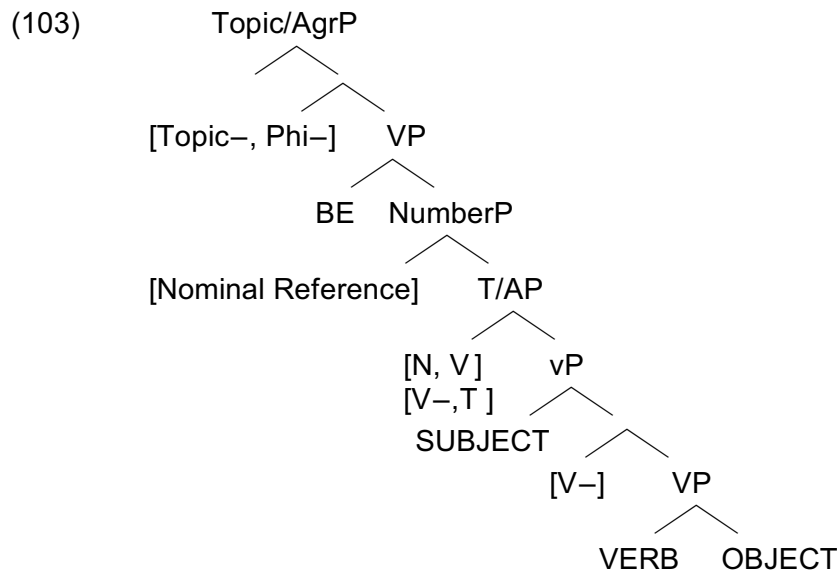 (103) Topic/AgrP
[Topic–, Phi–] VP
BE NumberP
[Nominal Reference] T/AP
[N, V ] vP
[V–,T ]
SUBJECT
[V–] VP
VERB OBJECT